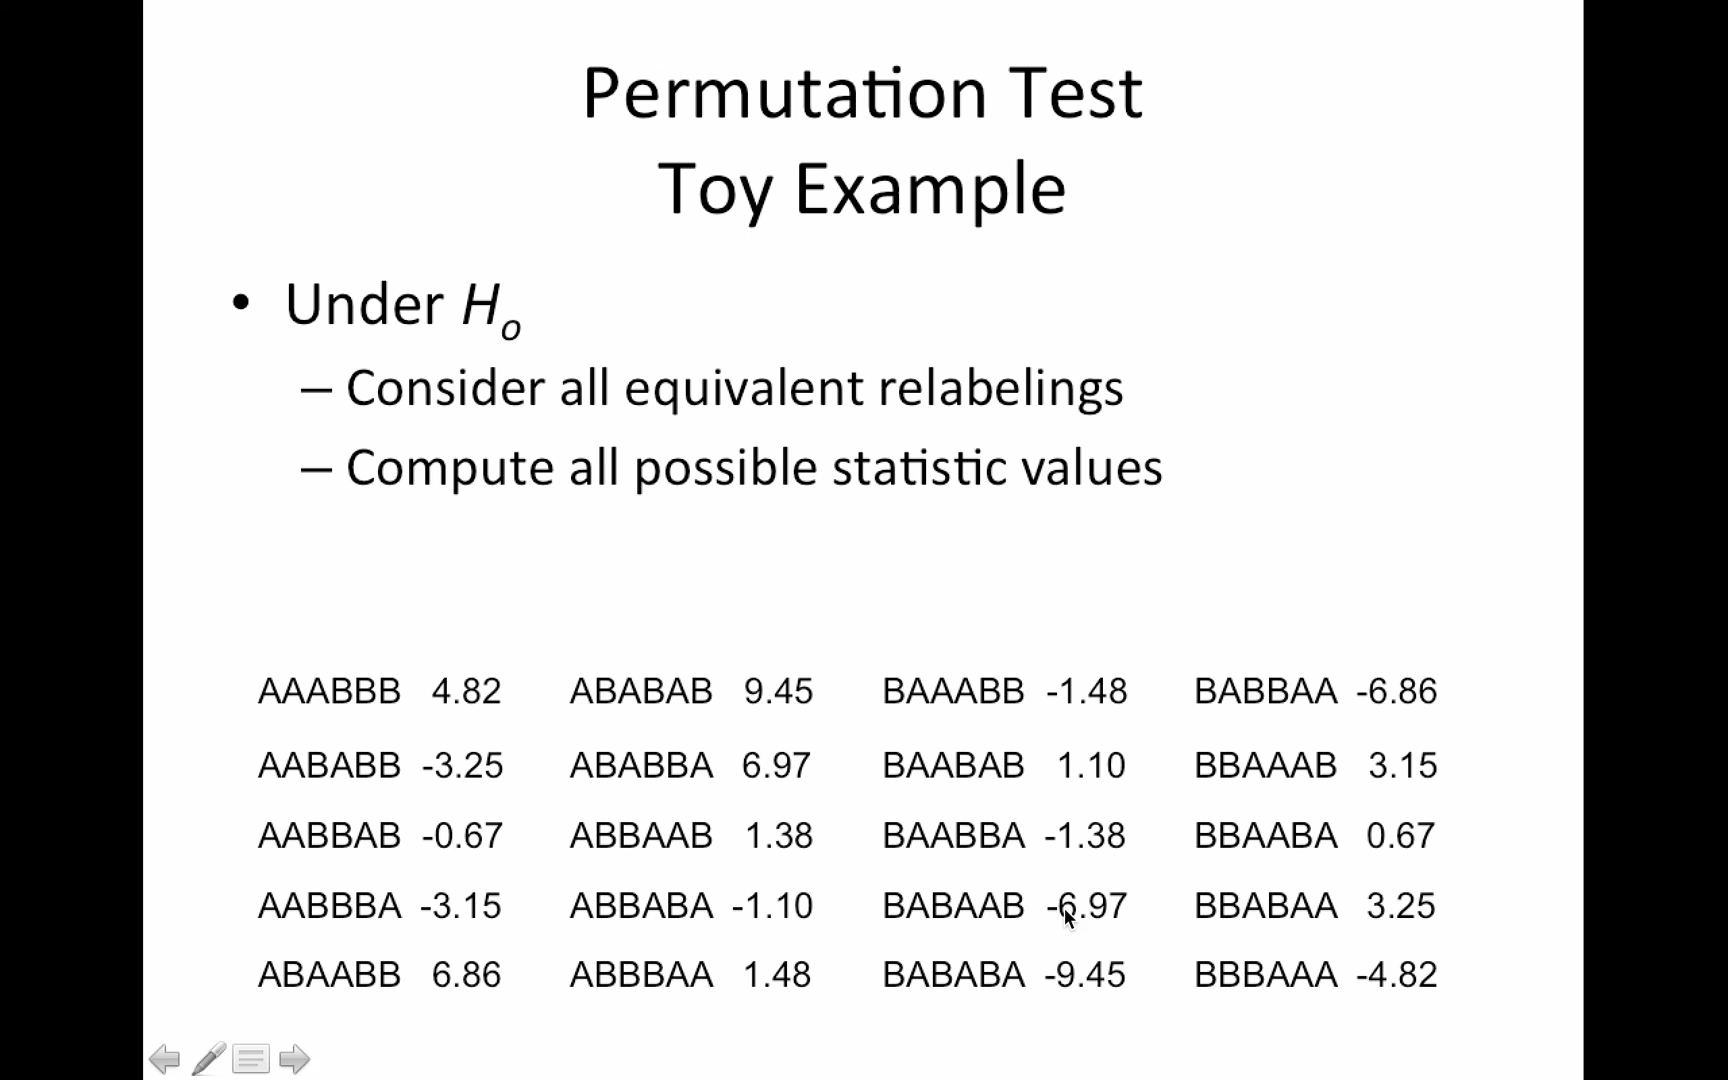 Permutation Test
Toy Example
• Under Ho
– Consider all equivalent relabelings
– Compute all possible statistic values
AAABBB 4.82 ABABAB 9.45 BAAABB -1.48 BABBAA -6.86
AABABB -3.25 ABABBA 6.97 BAABAB 1.10 BBAAAB 3.15
AABBAB -0.67 ABBAAB 1.38 BAABBA -1.38 BBAABA 0.67
AABBBA -3.15 ABBABA -1.10 BABAAB -6.97 BBABAA 3.25
ABAABB 6.86 ABBBAA 1.48 BABABA -9.45 BBBAAA -4.82